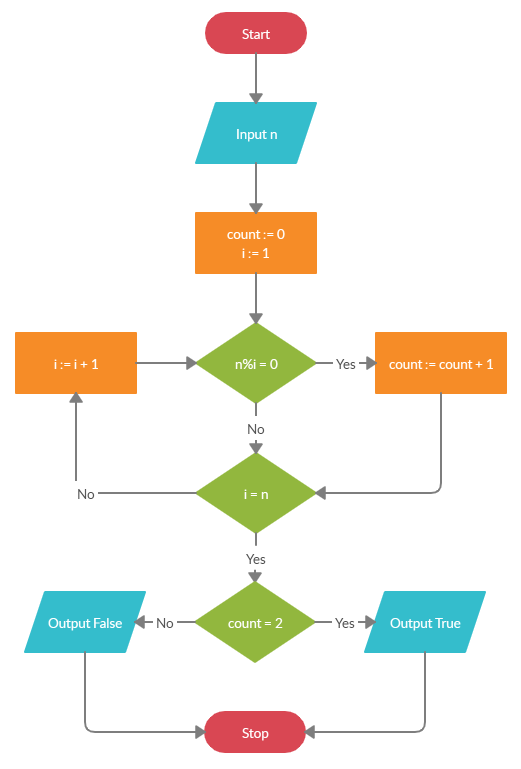 Start
Input n
count := 0
i := 1
i := i + 1
n%i = 0
Yes
count := count + 1
No
i = n
No
Yes
Output False
No
count = 2
Yes
Output True
Stop